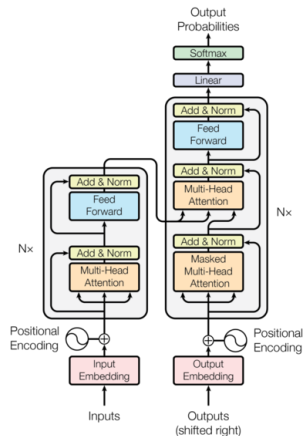 Output
Probabilities
Softmax
Linear
Add & Norm
Feed
Forward
Add & Norm
Multi-Head
Attention
Add & Norm
Masked
Multi-Head
Attention
N×
Add & Norm
Feed
Forward
Add & Norm
Multi-Head
Attention
N×
Positional
Encoding
Positional
Encoding
Input
Embedding
Output
Embedding
Inputs
Outputs
(shifted right)